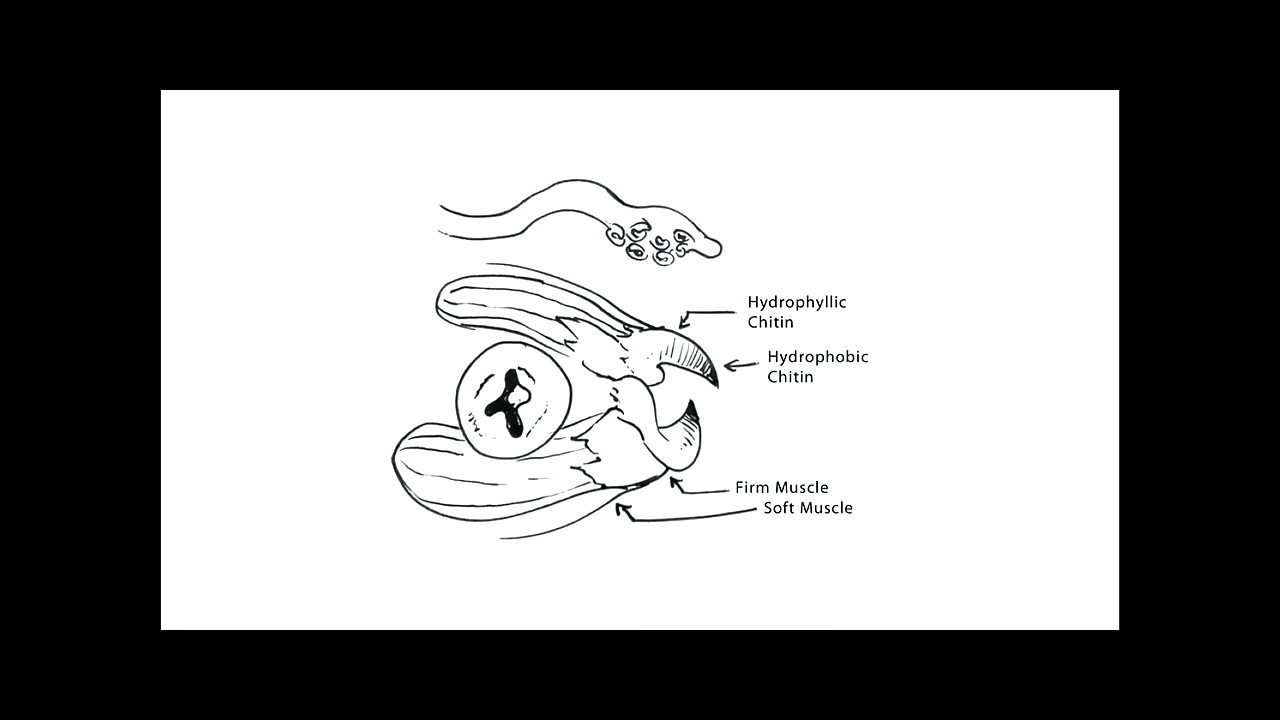 Hydrophyllic
Chitin
Hydrophobic
Chitin
Firm Muscle
Soft Muscle